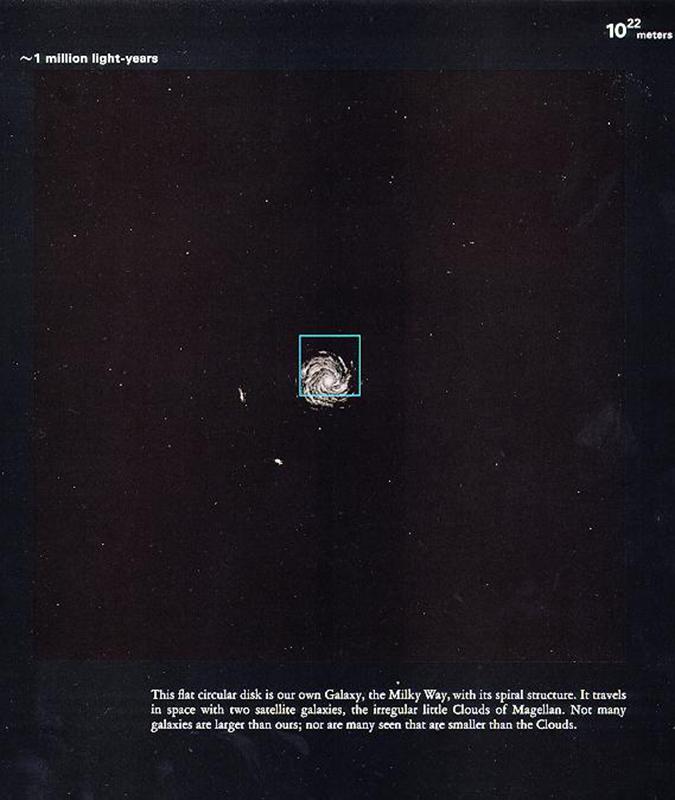 10²² meters
~1 million light-years
This flat circular disk is our own Galaxy, the Milky Way, with its spiral structure. It travels
in space with two satellite galaxies, the irregular little Clouds of Magellan. Not many
galaxies are larger than ours; nor are many seen that are smaller than the Clouds.